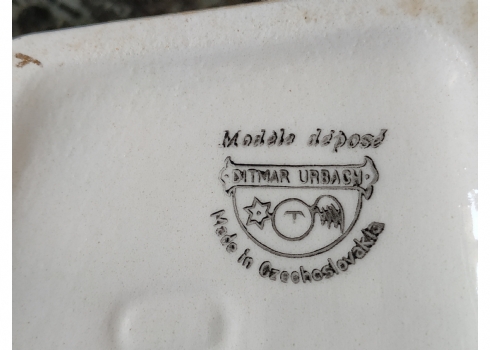 Modèle déposé
DITMAR URBACH
T
Made in Czechoslovakia